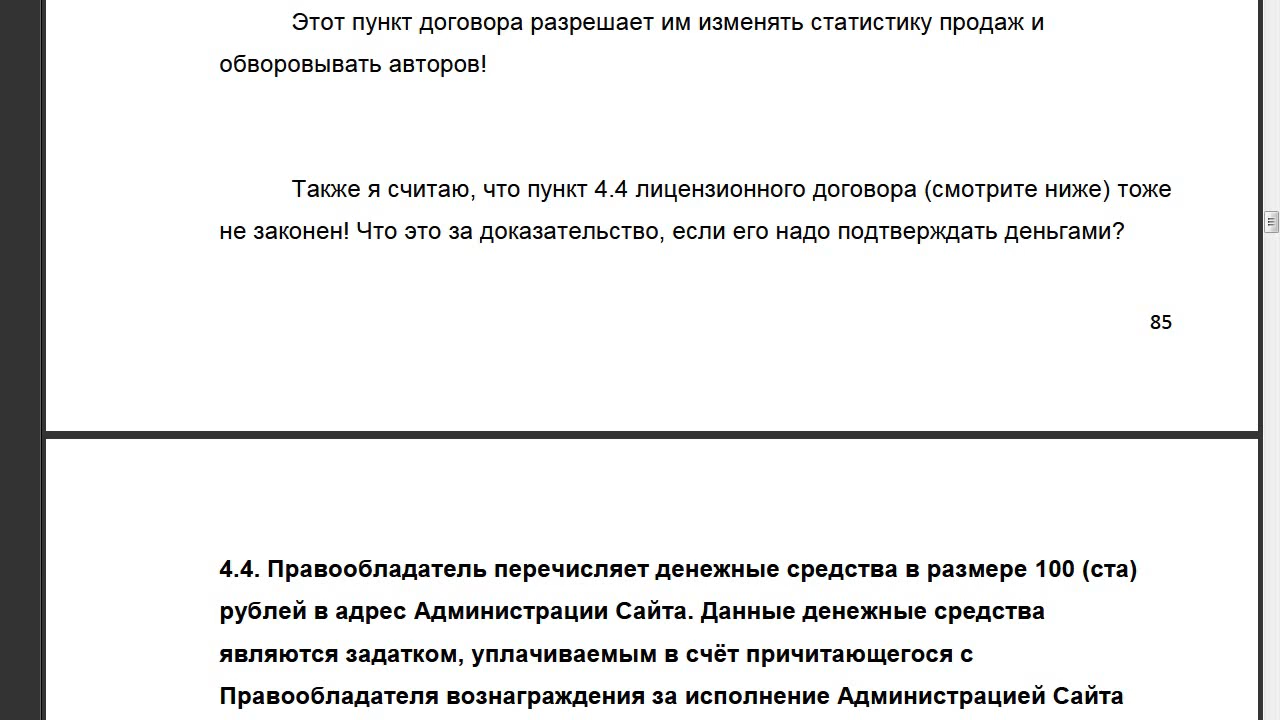 Этот пункт договора разрешает им изменять статистику продаж и
обворовывать авторов!
Также я считаю, что пункт 4.4 лицензионного договора (смотрите ниже) тоже
не законен! Что это за доказательство, если его надо подтверждать деньгами?
85
4.4. Правообладатель перечисляет денежные средства в размере 100 (ста)
рублей в адрес Администрации Сайта. Данные денежные средства
являются задатком, уплачиваемым в счёт причитающегося с
Правообладателя вознаграждения за исполнение Администрацией Сайта